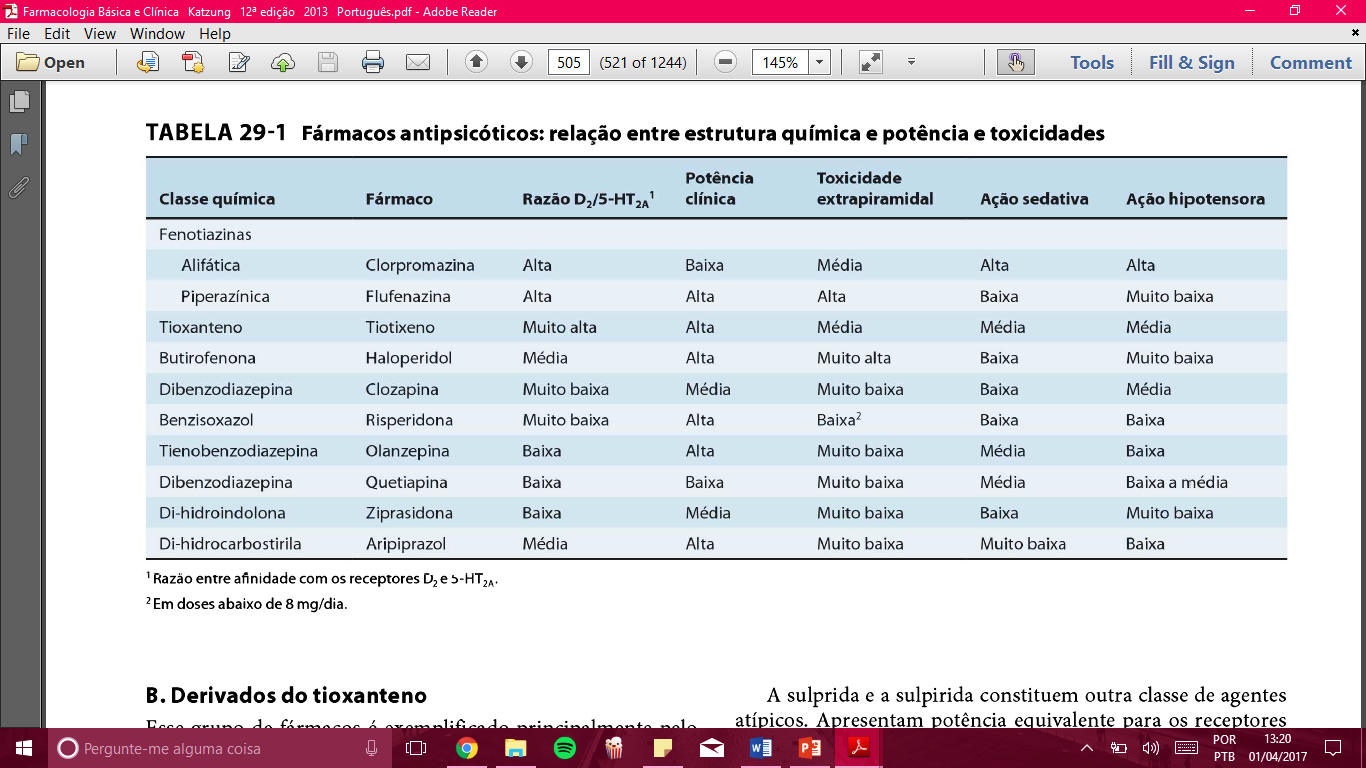 Farmacologia Básica e Clínica Katzung 12ª edição 2013 Português.pdf - Adobe Reader
File Edit View Window Help
Open 505 (521 of 1244) 145% Tools Fill & Sign Comment
TABELA 29-1 Fármacos antipsicóticos: relação entre estrutura química e potência e toxicidades
Classe química Fármaco Razão D2/5-HT2A¹ Potência clínica Toxicidade extrapiramidal Ação sedativa Ação hipotensora
Fenotiazinas
Alifática Clorpromazina Alta Baixa Média Alta Alta
Piperazínica Flufenazina Alta Alta Alta Baixa Muito baixa
Tioxanteno Tiotixeno Muito alta Alta Média Média Média
Butirofenona Haloperidol Média Alta Muito alta Baixa Muito baixa
Dibenzodiazepina Clozapina Muito baixa Média Muito baixa Baixa Média
Benzisoxazol Risperidona Muito baixa Alta Baixa² Baixa Baixa
Tienobenzodiazepina Olanzepina Baixa Alta Muito baixa Média Baixa
Dibenzodiazepina Quetiapina Baixa Baixa Muito baixa Média Baixa a média
Di-hidroindolona Ziprasidona Baixa Média Muito baixa Baixa Muito baixa
Di-hidrocarbostirila Aripiprazol Média Alta Muito baixa Muito baixa Baixa
¹ Razão entre afinidade com os receptores D2 e 5-HT2A.
² Em doses abaixo de 8 mg/dia.
B. Derivados do tioxanteno
Esse grupo de fármacos é exemplificado principalmente pelo
A sulprida e a sulpirida constituem outra classe de agentes
atípicos. Apresentam potência equivalente para os receptores
Pergunte-me alguma coisa
POR
PTB
13:20
01/04/2017